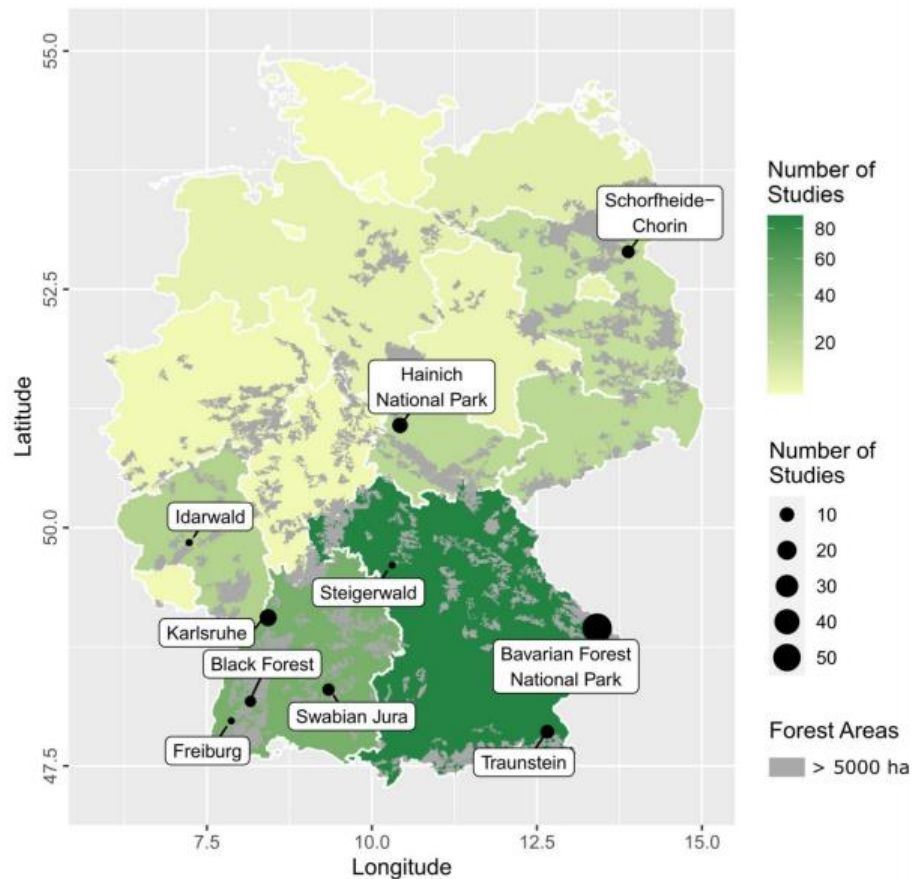 55.0
52.5
50.0
47.5
Latitude
7.5
10.0
12.5
15.0
Longitude
Schorfheide–
Chorin
Hainich
National Park
Idarwald
Steigerwald
Karlsruhe
Black Forest
Bavarian Forest
National Park
Swabian Jura
Freiburg
Traunstein
Number of
Studies
80
60
40
20
Number of
Studies
10
20
30
40
50
Forest Areas
> 5000 ha